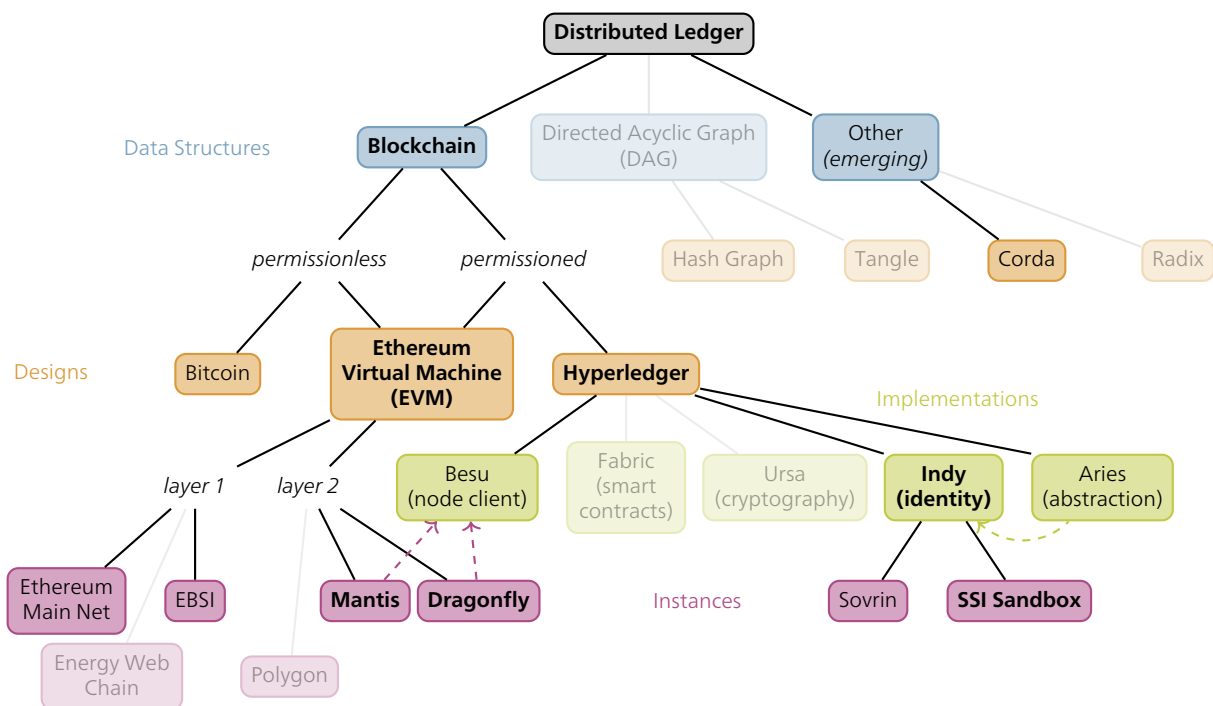 Distributed Ledger
Data Structures
Blockchain
Directed Acyclic Graph
(DAG)
Other
(emerging)
permissionless
permissioned
Hash Graph
Tangle
Corda
Radix
Designs
Bitcoin
Ethereum
Virtual Machine
(EVM)
Hyperledger
Implementations
layer 1
layer 2
Besu
(node client)
Fabric
(smart
contracts)
Ursa
(cryptography)
Indy
(identity)
Aries
(abstraction)
Ethereum
Main Net
EBSI
Mantis
Dragonfly
Instances
Sovrin
SSI Sandbox
Energy Web
Chain
Polygon